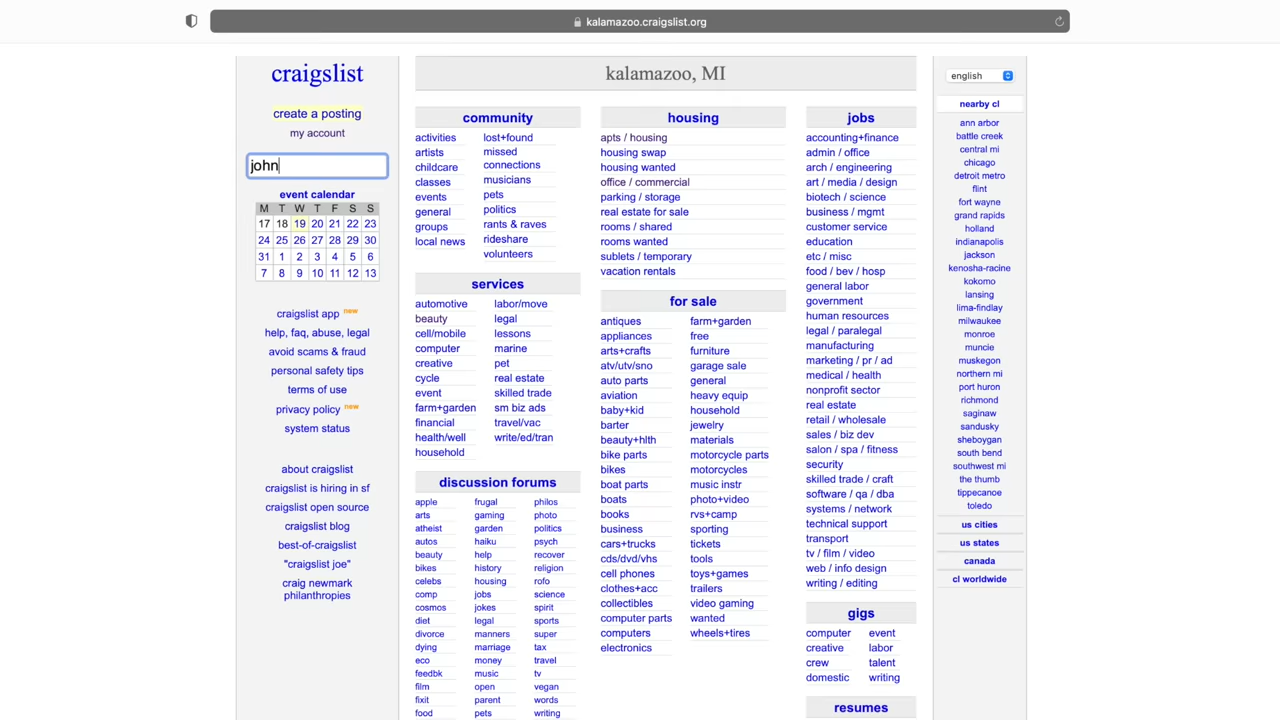 kalamazoo.craigslist.org
craigslist
create a posting
my account
john
event calendar
M T W T F S S
17 18 19 20 21 22 23
24 25 26 27 28 29 30
31 1 2 3 4 5 6
7 8 9 10 11 12 13
craigslist app new
help, faq, abuse, legal
avoid scams & fraud
personal safety tips
terms of use
privacy policy new
system status
about craigslist
craigslist is hiring in sf
craigslist open source
craigslist blog
best-of-craigslist
"craigslist joe"
craig newmark
philanthropies
kalamazoo, MI
community
activities
artists
childcare
classes
events
general
groups
local news
lost+found
missed
connections
musicians
pets
politics
rants & raves
rideshare
volunteers
services
automotive
beauty
cell/mobile
computer
creative
cycle
event
farm+garden
financial
health/well
household
labor/move
legal
lessons
marine
pet
real estate
skilled trade
sm biz ads
travel/vac
write/ed/tran
discussion forums
apple
arts
atheist
autos
beauty
bikes
celebs
comp
cosmos
diet
divorce
dying
eco
feedbk
film
fixit
food
frugal
gaming
garden
haiku
help
history
housing
jobs
jokes
legal
manners
marriage
money
music
open
parent
pets
philos
photo
politics
psych
recover
religion
rofo
science
spirit
sports
super
tax
travel
tv
vegan
words
writing
housing
apts / housing
housing swap
housing wanted
office / commercial
parking / storage
real estate for sale
rooms / shared
rooms wanted
sublets / temporary
vacation rentals
for sale
antiques
appliances
arts+crafts
atv/utv/sno
auto parts
aviation
baby+kid
barter
beauty+hlth
bike parts
bikes
boat parts
boats
books
business
cars+trucks
cds/dvd/vhs
cell phones
clothes+acc
collectibles
computer parts
computers
electronics
farm+garden
free
furniture
garage sale
general
heavy equip
household
jewelry
materials
motorcycle parts
motorcycles
music instr
photo+video
rvs+camp
sporting
tickets
tools
toys+games
trailers
video gaming
wanted
wheels+tires
jobs
accounting+finance
admin / office
arch / engineering
art / media / design
biotech / science
business / mgmt
customer service
education
etc / misc
food / bev / hosp
general labor
government
human resources
legal / paralegal
manufacturing
marketing / pr / ad
medical / health
nonprofit sector
real estate
retail / wholesale
sales / biz dev
salon / spa / fitness
security
skilled trade / craft
software / qa / dba
systems / network
technical support
transport
tv / film / video
web / info design
writing / editing
gigs
computer
creative
crew
domestic
event
labor
talent
writing
resumes
english
nearby cl
ann arbor
battle creek
central mi
chicago
detroit metro
flint
fort wayne
grand rapids
holland
indianapolis
jackson
kenosha-racine
kokomo
lansing
lima-findlay
milwaukee
monroe
muncie
muskegon
northern mi
port huron
richmond
saginaw
sandusky
sheboygan
south bend
southwest mi
the thumb
tippecanoe
toledo
us cities
us states
canada
cl worldwide